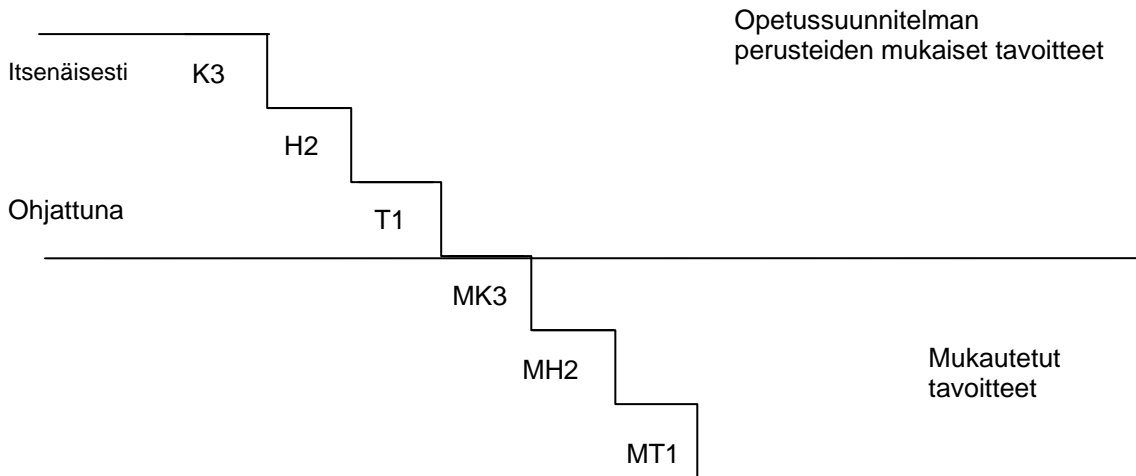 Opetussuunnitelman
perusteiden mukaiset tavoitteet
Itsenäisesti
K3
H2
Ohjattuna
T1
MK3
MH2
Mukautetut
tavoitteet
MT1